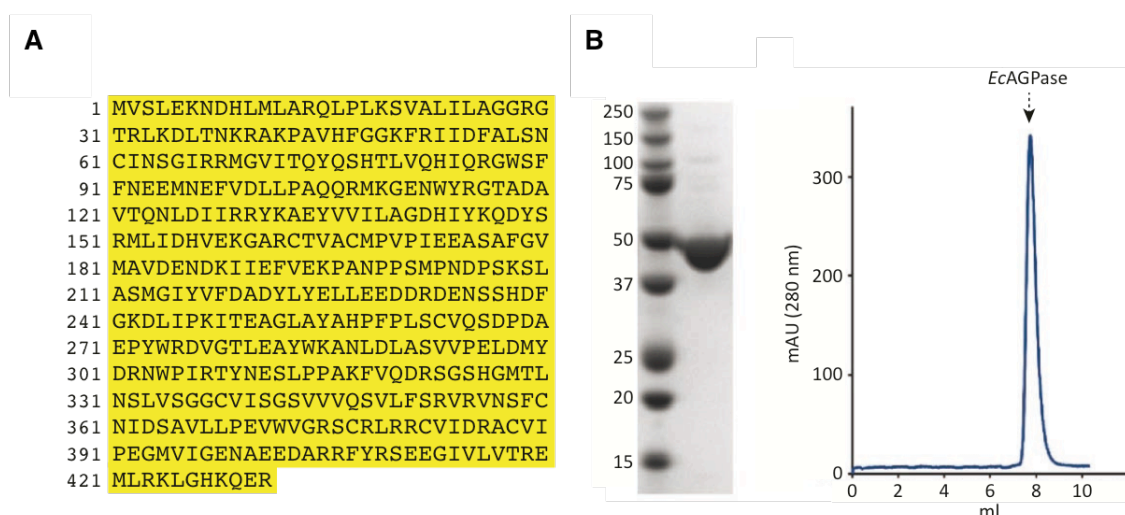 A
1 MVSLEKNDHLMLARQLPLKSVALILAGGRG
31 TRLKDLTNKRAKPAVHFGGKFRIIDFALSN
61 CINSGIRRMGVITQYQSHTLVQHIQRGWSF
91 FNEEMNEFVDLLPAQQRMKGENWYRGTADA
121 VTQNLDIIRRYKAEYVVILAGDHIYKQDYS
151 RMLIDHVEKGARCTVACMPVPIEEASAFGV
181 MAVDENDKIIEFVEKPANPPSMPNDPSKSL
211 ASMGIYVFDADYLYELLEEDDRDENSSHDF
241 GKDLIPKITEAGLAYAHPFPLSCVQSDPDA
271 EPYWRDVGTLEAYWKANLDLASVVPELDMY
301 DRNWPIRTYNESLPPAKFVQDRSGSHGMTL
331 NSLVSGGCVISGSVVVQSVLFSRVRVNSFC
361 NIDSAVLLPEVWVGRSCRLRRCVIDRACVI
391 PEGMVIGENAEEDARRFYRSEEGIVLVTRE
421 MLRKLGHKQER
B
250
150
100
75
50
37
25
20
15
EcAGPase
mAU (280 nm)
300
200
100
0
0 2 4 6 8 10
ml